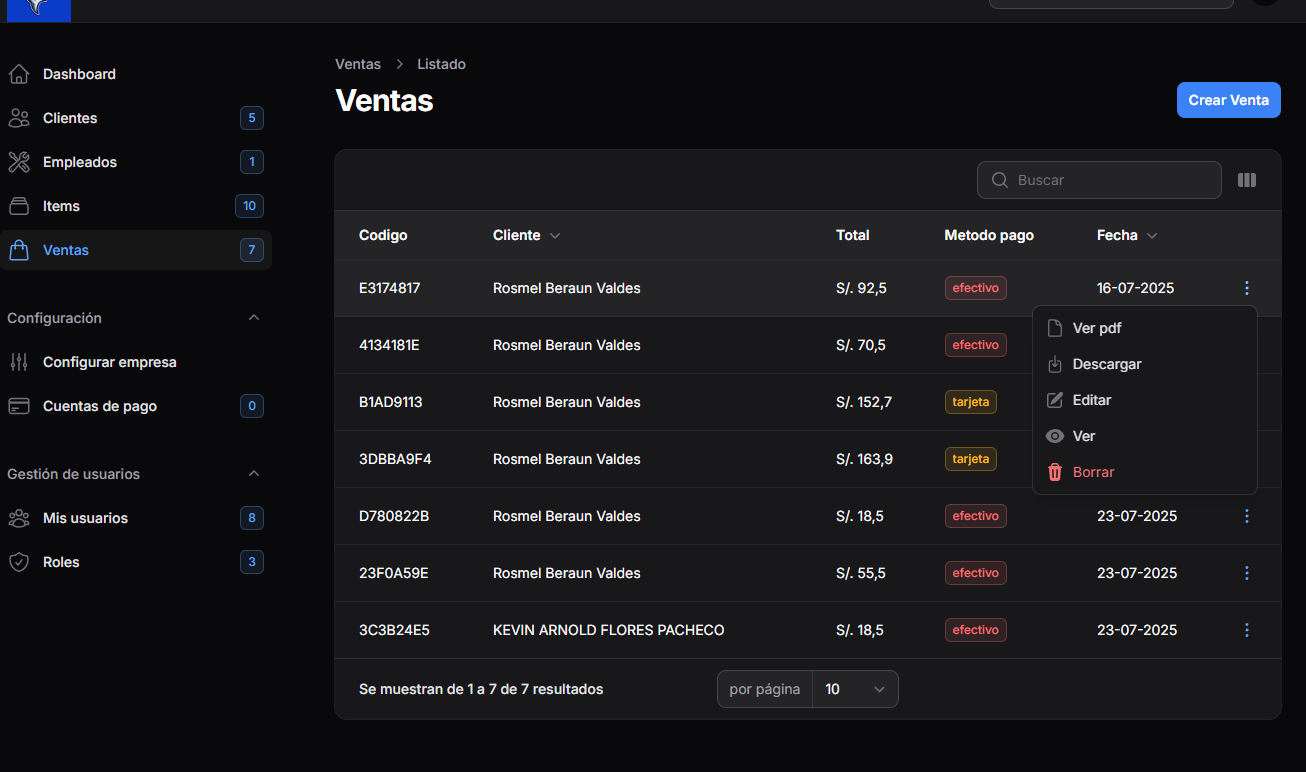 Dashboard
Clientes 5
Empleados 1
Items 10
Ventas 7
Configuración
Configurar empresa
Cuentas de pago 0
Gestión de usuarios
Mis usuarios 8
Roles 3
Ventas Listado
Ventas
Crear Venta
Buscar
Codigo Cliente Total Metodo pago Fecha
E3174817 Rosmel Beraun Valdes S/. 92,5 efectivo 16-07-2025
4134181E Rosmel Beraun Valdes S/. 70,5 efectivo
B1AD9113 Rosmel Beraun Valdes S/. 152,7 tarjeta
3DBBA9F4 Rosmel Beraun Valdes S/. 163,9 tarjeta
Ver pdf
Descargar
Editar
Ver
Borrar
D780822B Rosmel Beraun Valdes S/. 18,5 efectivo 23-07-2025
23F0A59E Rosmel Beraun Valdes S/. 55,5 efectivo 23-07-2025
3C3B24E5 KEVIN ARNOLD FLORES PACHECO S/. 18,5 efectivo 23-07-2025
Se muestran de 1 a 7 de 7 resultados por página 10